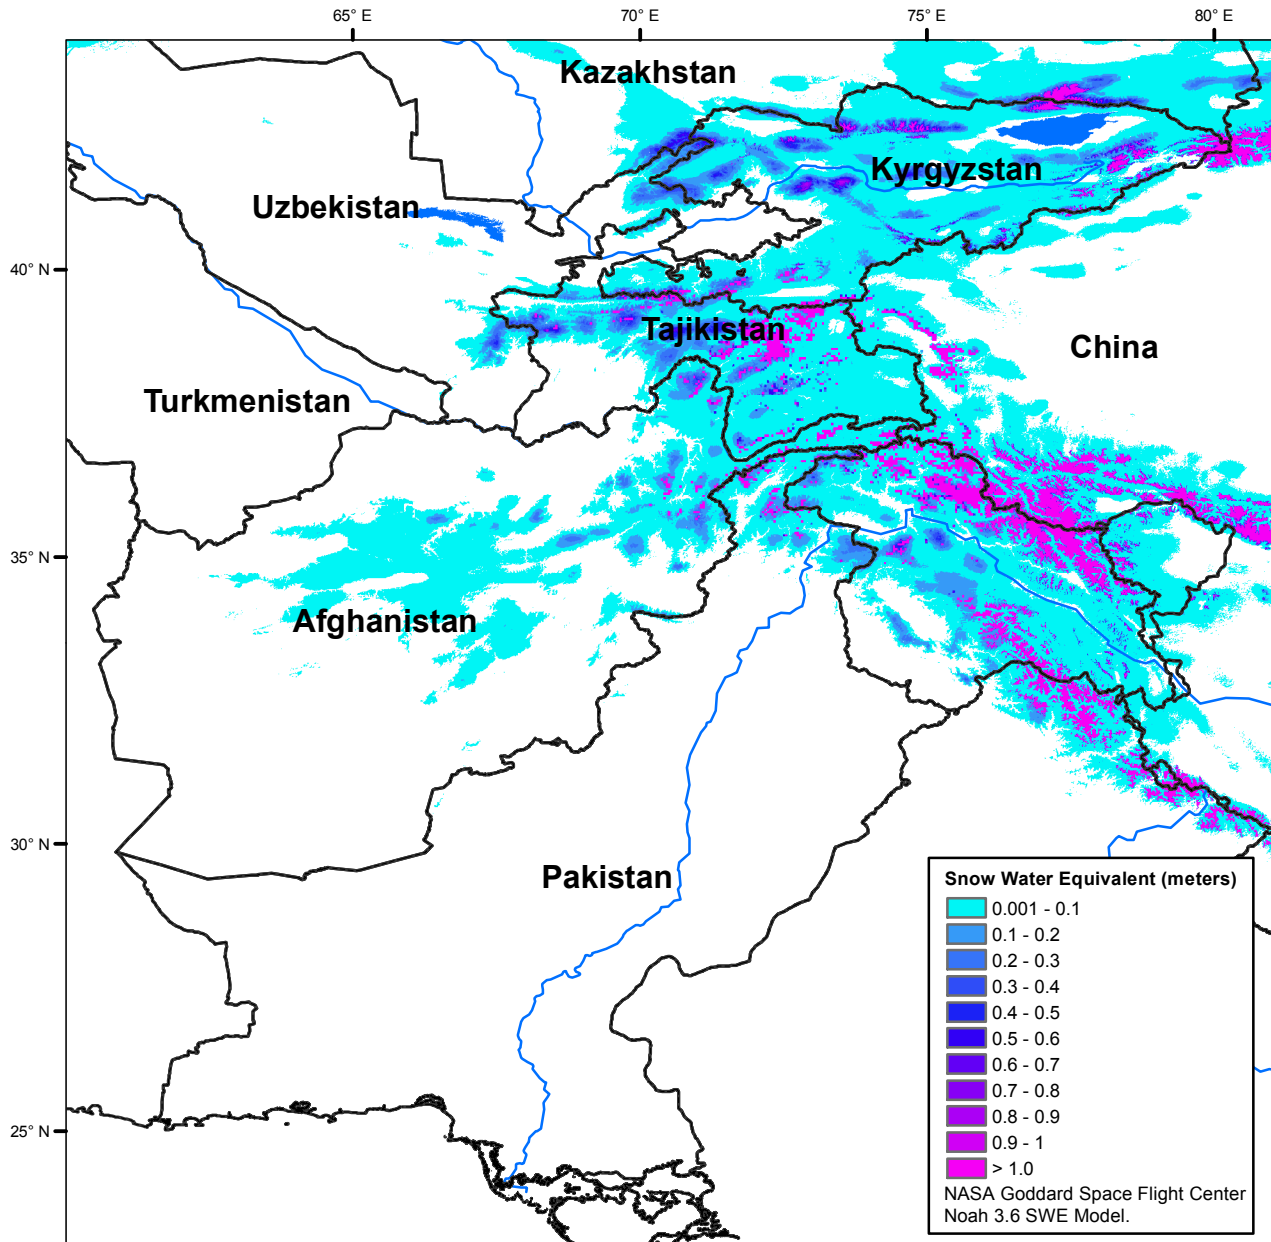 65° E
70° E
75° E
80° E
Kazakhstan
Kyrgyzstan
Uzbekistan
40° N
Tajikistan
China
Turkmenistan
35° N
Afghanistan
30° N
Pakistan
25° N
Snow Water Equivalent (meters)
0.001 - 0.1
0.1 - 0.2
0.2 - 0.3
0.3 - 0.4
0.4 - 0.5
0.5 - 0.6
0.6 - 0.7
0.7 - 0.8
0.8 - 0.9
0.9 - 1
> 1.0
NASA Goddard Space Flight Center
Noah 3.6 SWE Model.